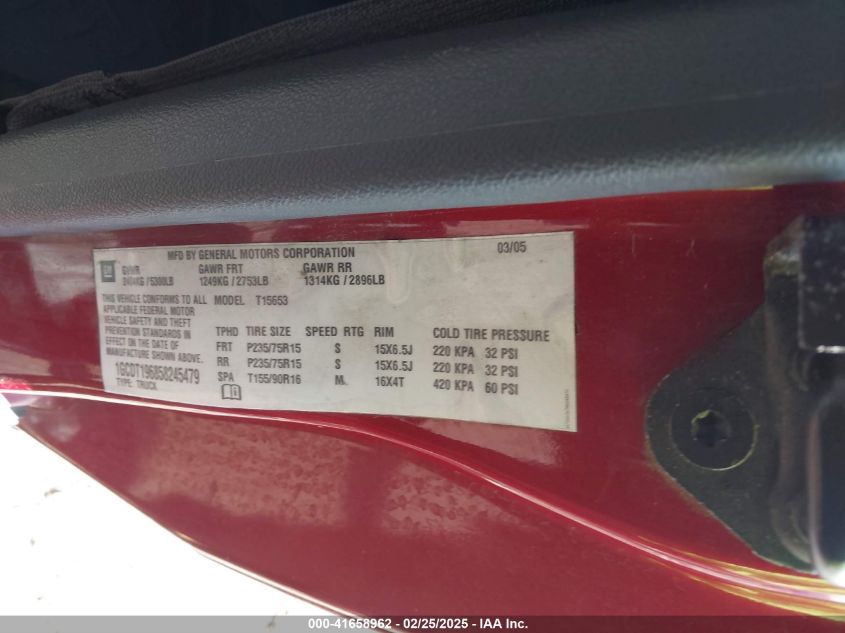 MFD BY GENERAL MOTORS CORPORATION 03/05
GM
GVWR GAWR FRT GAWR RR
2404KG / 5300LB 1249KG / 2753LB 1314KG / 2896LB
THIS VEHICLE CONFORMS TO ALL MODEL T15653
APPLICABLE FEDERAL MOTOR
VEHICLE SAFETY AND THEFT
PREVENTION STANDARDS IN
EFFECT ON THE DATE OF
MANUFACTURE SHOWN ABOVE.
1GCDT196858245479
TYPE: TRUCK
TPHD TIRE SIZE SPEED RTG RIM COLD TIRE PRESSURE
FRT P235/75R15 S 15X6.5J 220 KPA 32 PSI
RR P235/75R15 S 15X6.5J 220 KPA 32 PSI
SPA T155/90R16 M 16X4T 420 KPA 60 PSI
000-41658962 - 02/25/2025 - IAA Inc.